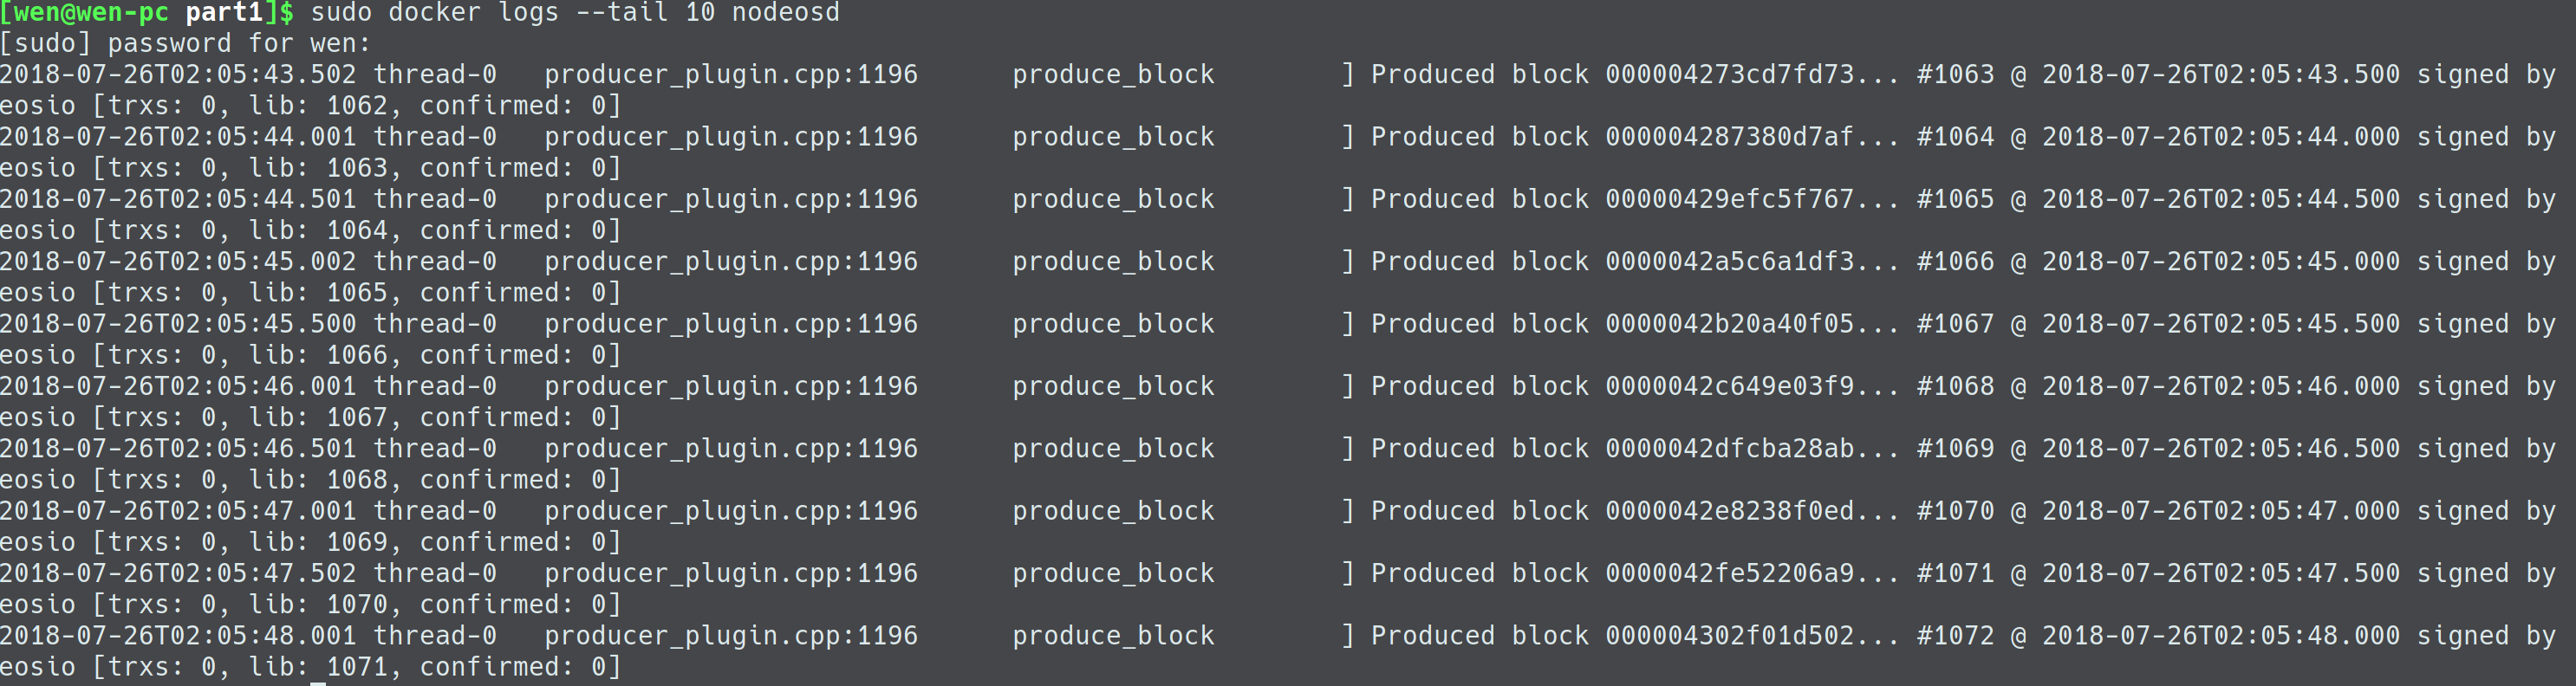 [wen@wen-pc part1]$ sudo docker logs --tail 10 nodeosd
[sudo] password for wen:
2018-07-26T02:05:43.502 thread-0   producer_plugin.cpp:1196      produce_block        ] Produced block 000004273cd7fd73... #1063 @ 2018-07-26T02:05:43.500 signed by
eosio [trxs: 0, lib: 1062, confirmed: 0]
2018-07-26T02:05:44.001 thread-0   producer_plugin.cpp:1196      produce_block        ] Produced block 000004287380d7af... #1064 @ 2018-07-26T02:05:44.000 signed by
eosio [trxs: 0, lib: 1063, confirmed: 0]
2018-07-26T02:05:44.501 thread-0   producer_plugin.cpp:1196      produce_block        ] Produced block 00000429efc5f767... #1065 @ 2018-07-26T02:05:44.500 signed by
eosio [trxs: 0, lib: 1064, confirmed: 0]
2018-07-26T02:05:45.002 thread-0   producer_plugin.cpp:1196      produce_block        ] Produced block 0000042a5c6a1df3... #1066 @ 2018-07-26T02:05:45.000 signed by
eosio [trxs: 0, lib: 1065, confirmed: 0]
2018-07-26T02:05:45.500 thread-0   producer_plugin.cpp:1196      produce_block        ] Produced block 0000042b20a40f05... #1067 @ 2018-07-26T02:05:45.500 signed by
eosio [trxs: 0, lib: 1066, confirmed: 0]
2018-07-26T02:05:46.001 thread-0   producer_plugin.cpp:1196      produce_block        ] Produced block 0000042c649e03f9... #1068 @ 2018-07-26T02:05:46.000 signed by
eosio [trxs: 0, lib: 1067, confirmed: 0]
2018-07-26T02:05:46.501 thread-0   producer_plugin.cpp:1196      produce_block        ] Produced block 0000042dfcba28ab... #1069 @ 2018-07-26T02:05:46.500 signed by
eosio [trxs: 0, lib: 1068, confirmed: 0]
2018-07-26T02:05:47.001 thread-0   producer_plugin.cpp:1196      produce_block        ] Produced block 0000042e8238f0ed... #1070 @ 2018-07-26T02:05:47.000 signed by
eosio [trxs: 0, lib: 1069, confirmed: 0]
2018-07-26T02:05:47.502 thread-0   producer_plugin.cpp:1196      produce_block        ] Produced block 0000042fe52206a9... #1071 @ 2018-07-26T02:05:47.500 signed by
eosio [trxs: 0, lib: 1070, confirmed: 0]
2018-07-26T02:05:48.001 thread-0   producer_plugin.cpp:1196      produce_block        ] Produced block 000004302f01d502... #1072 @ 2018-07-26T02:05:48.000 signed by
eosio [trxs: 0, lib: 1071, confirmed: 0]